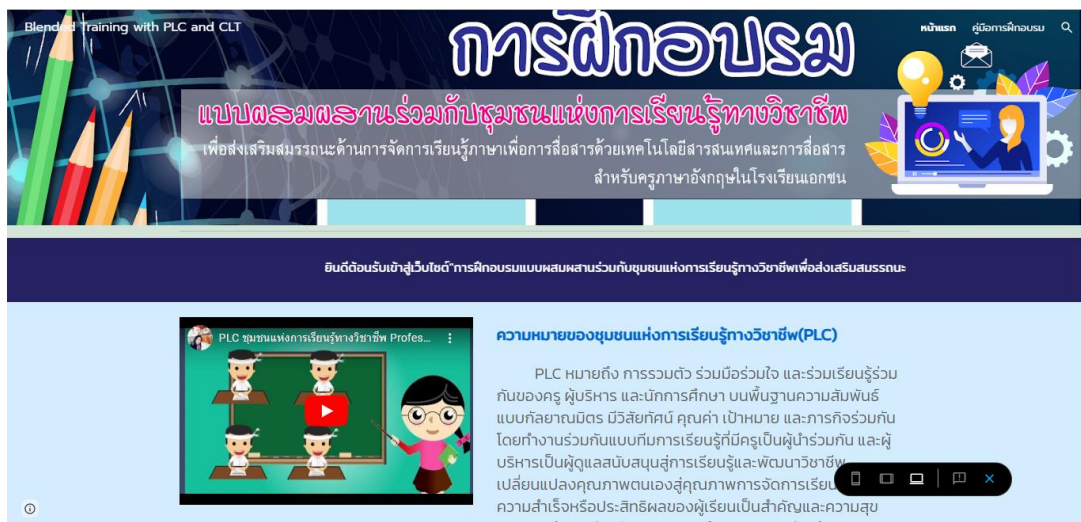 Blended Training with PLC and CLT
หน้าแรก
คู่มือการฝึกอบรม
การฝึกอบรม
แบบผสมผสานร่วมกับชุมชนแห่งการเรียนรู้ทางวิชาชีพ
เพื่อส่งเสริมสมรรถนะด้านการจัดการเรียนรู้ภาษาเพื่อการสื่อสารด้วยเทคโนโลยีสารสนเทศและการสื่อสาร
สำหรับครูภาษาอังกฤษในโรงเรียนเอกชน
ยินดีต้อนรับเข้าสู่เว็บไซต์"การฝึกอบรมแบบผสมผสานร่วมกับชุมชนแห่งการเรียนรู้ทางวิชาชีพเพื่อส่งเสริมสมรรถนะ
PLC ชุมชนแห่งการเรียนรู้ทางวิชาชีพ Profes...
ความหมายของชุมชนแห่งการเรียนรู้ทางวิชาชีพ(PLC)
PLC หมายถึง การรวมตัว ร่วมมือร่วมใจ และร่วมเรียนรู้ร่วม
กันของครู ผู้บริหาร และนักการศึกษา บนพื้นฐานความสัมพันธ์
แบบกัลยาณมิตร มีวิสัยทัศน์ คุณค่า เป้าหมาย และภารกิจร่วมกัน
โดยทำงานร่วมกันแบบทีมการเรียนรู้ที่มีครูเป็นผู้นำร่วมกัน และผู้
บริหารเป็นผู้ดูแลสนับสนุนสู่การเรียนรู้และพัฒนาวิชาชีพ
เปลี่ยนแปลงคุณภาพตนเองสู่คุณภาพการจัดการเรียน
ความสำเร็จหรือประสิทธิผลของผู้เรียนเป็นสำคัญและความสุข